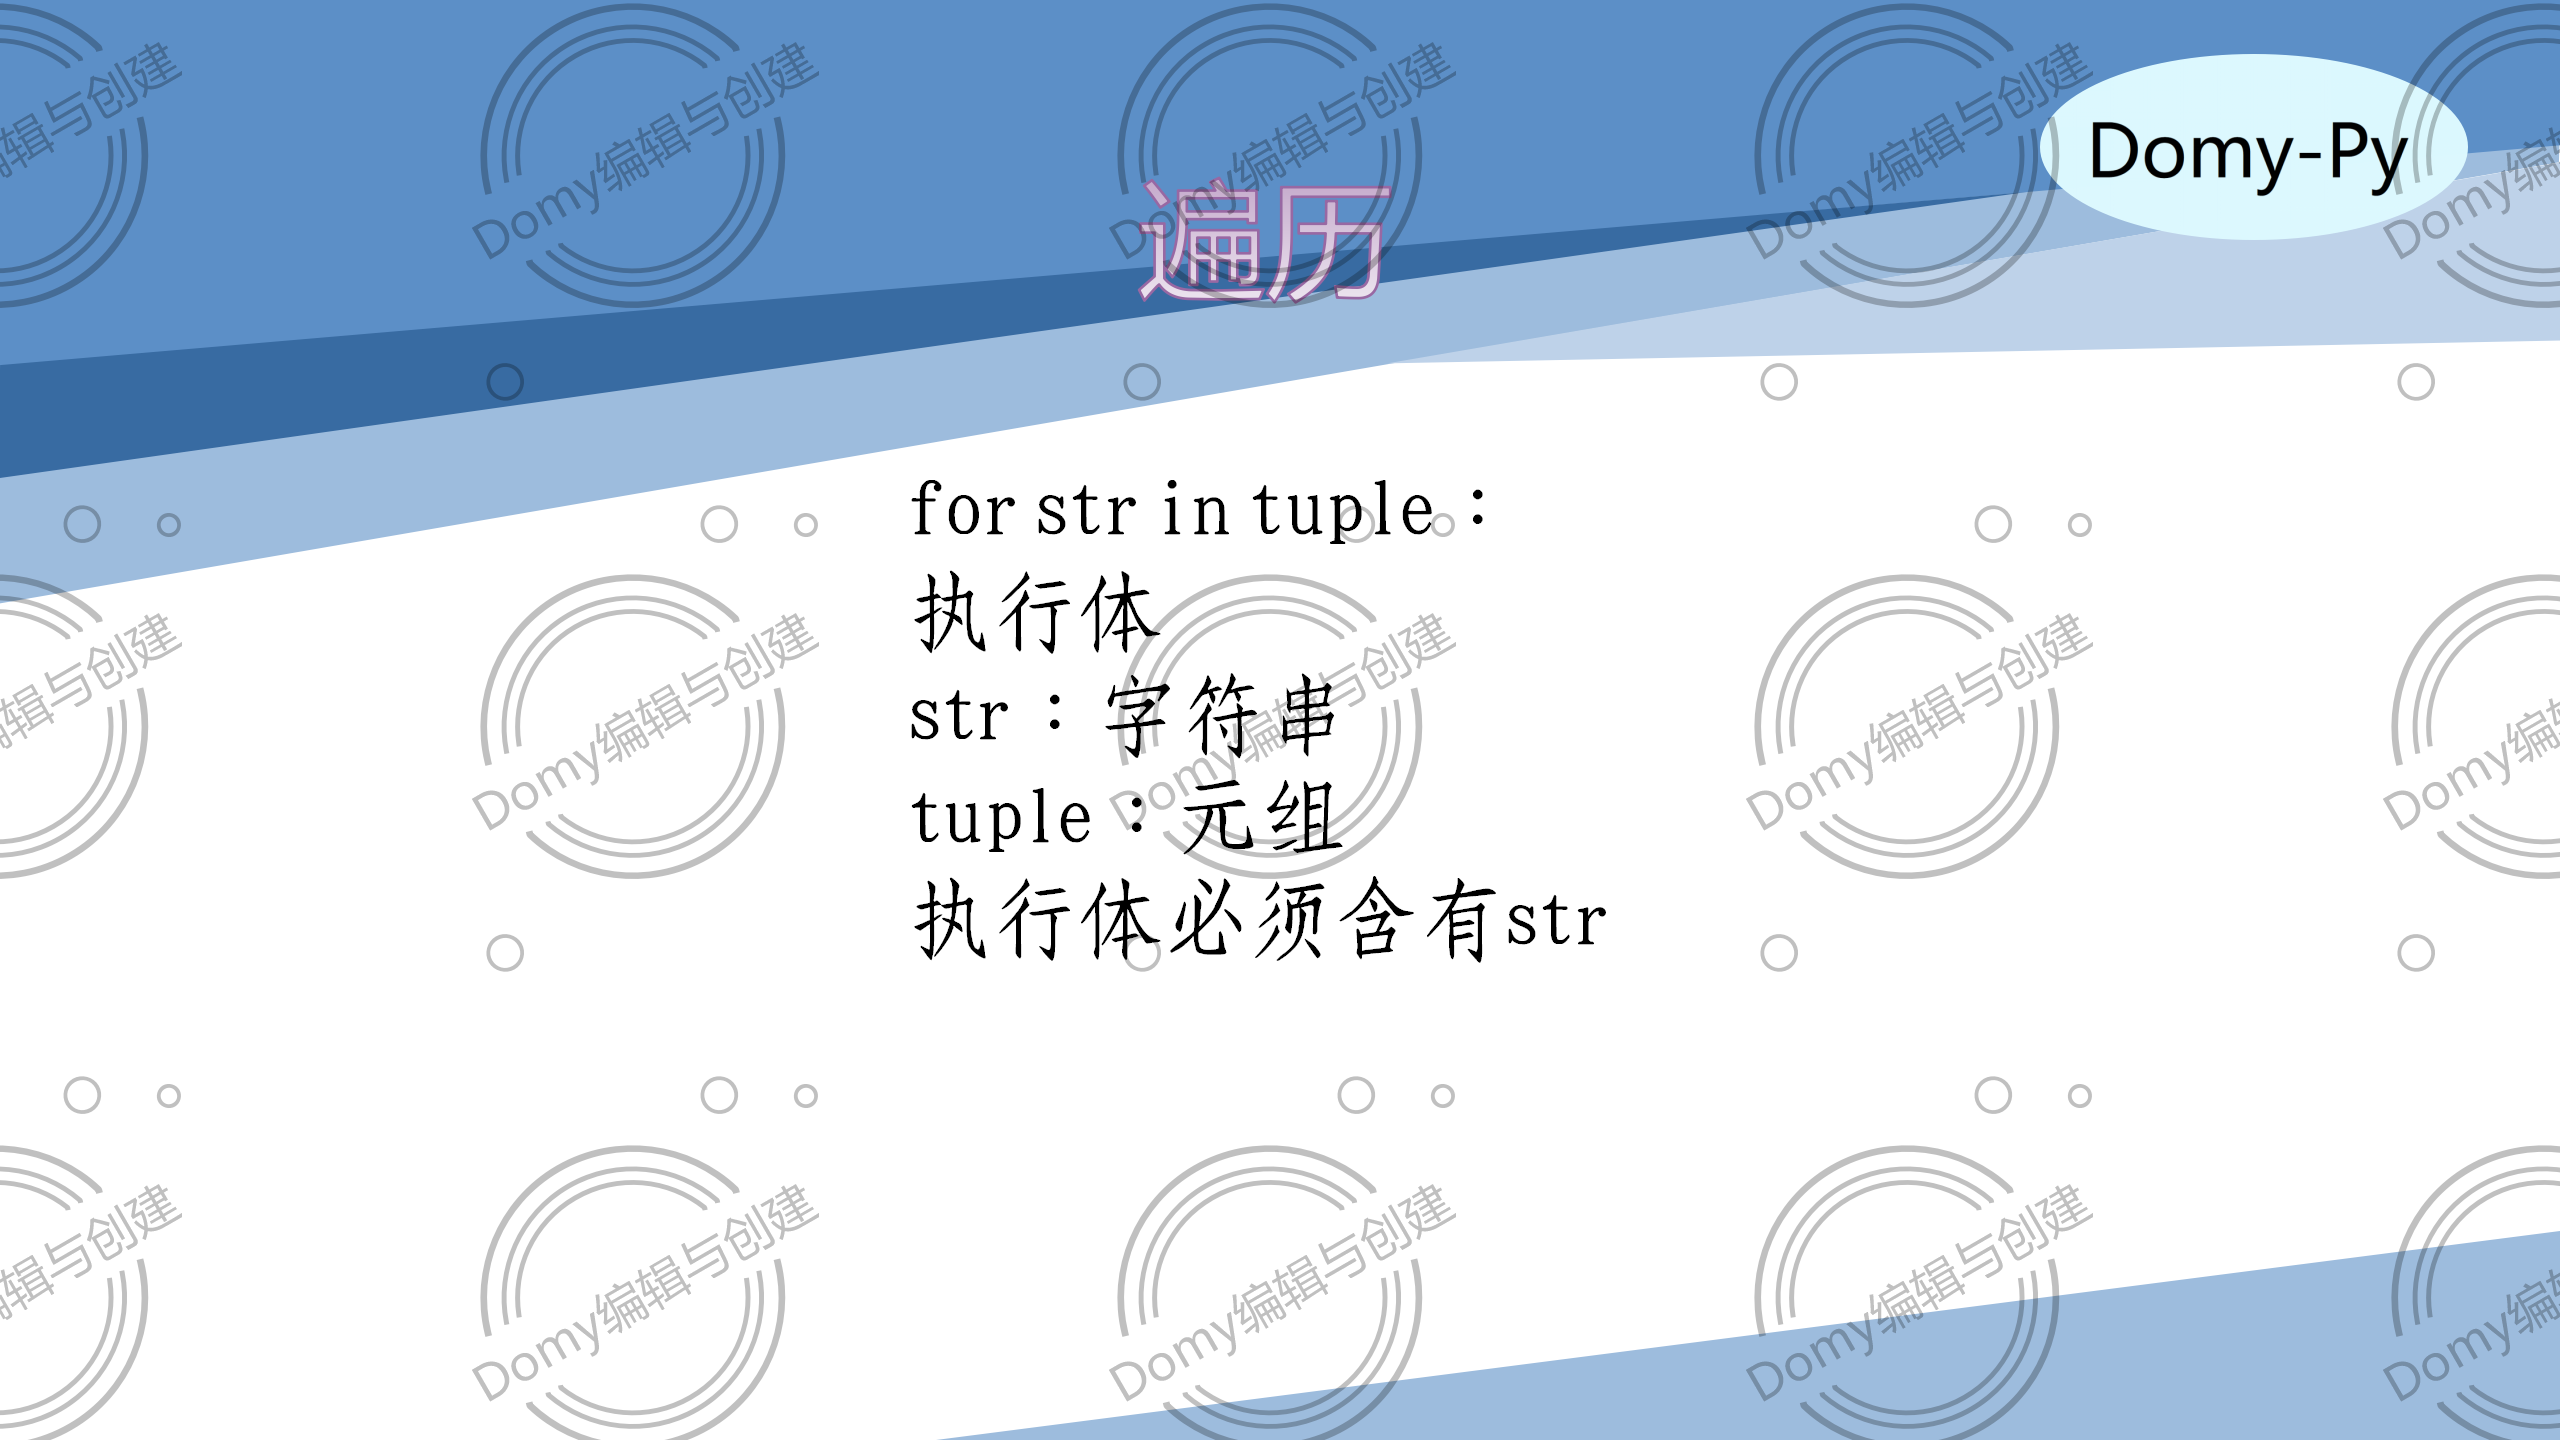 Domy-Py
遍历
for str in tuple：
执行体
str：字符串
tuple：元组
执行体必须含有str
Domy编辑与创建